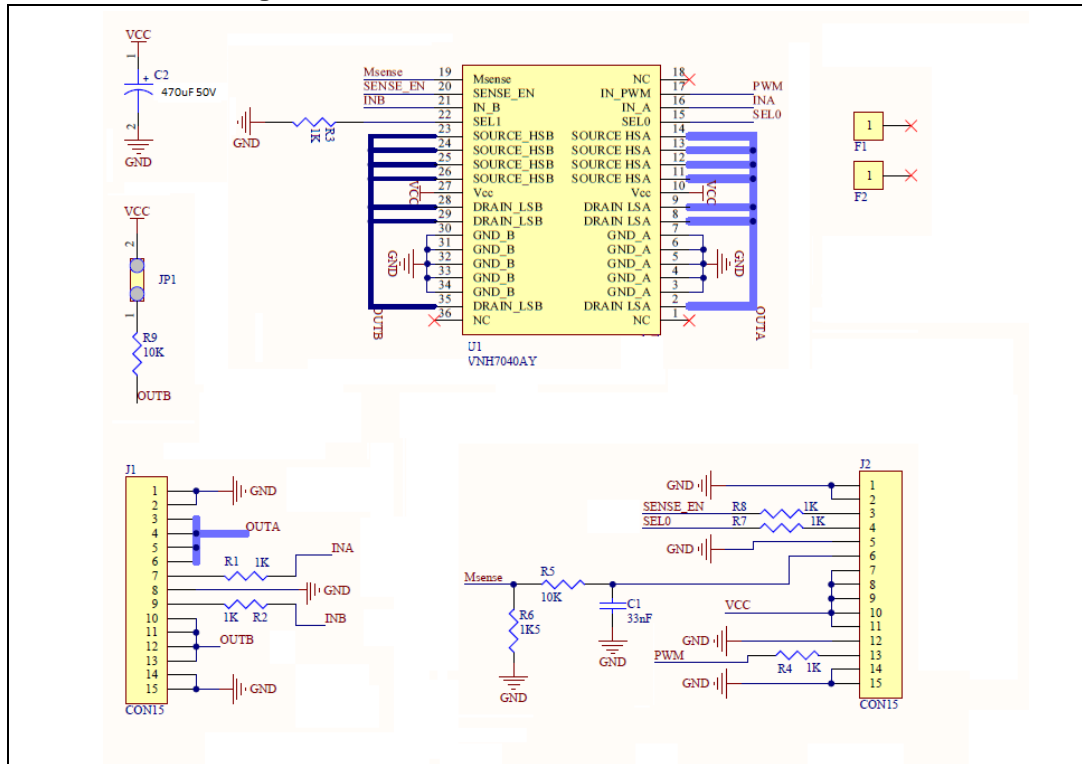 VCC
1
+ C2
470uF 50V
2
GND
VCC
2
JP1
1
R9
10K
OUTB
Msense 19 Msense
SENSE_EN 20 SENSE_EN
INB 21 IN_B
22 SEL1
GND 1K R3
23 SOURCE_HSB
24 SOURCE_HSB
25 SOURCE_HSB
26 SOURCE_HSB
VCC 27 Vcc
28 DRAIN_LSB
29 DRAIN_LSB
30 GND_B
31 GND_B
GND 32 GND_B
33 GND_B
34 GND_B
35 DRAIN_LSB
36 NC
OUTB
NC 18
IN_PWM 17 PWM
IN_A 16 INA
SEL0 15 SEL0
SOURCE HSA 14
SOURCE HSA 13
SOURCE HSA 12
SOURCE HSA 11
Vcc 10 VCC
DRAIN LSA 9
DRAIN LSA 8
GND_A 7
GND_A 6
GND_A 5 GND
GND_A 4
GND_A 3
DRAIN LSA 2
NC 1
OUTA
U1
VNH7040AY
1
F1
1
F2
J1
1 GND
2
3
4 OUTA
5
6
R1 1K INA
7
8 GND
9
1K R2 INB
10
11
12 OUTB
13
14
15 GND
CON15
J2
GND 1
2
SENSE_EN R8 1K 3
SEL0 R7 1K 4
GND 5
6
Msense R5
10K
R6
1K5
GND
C1
33nF
GND
7
8
9
VCC 10
11
GND 12
PWM R4 1K 13
14
GND 15
CON15